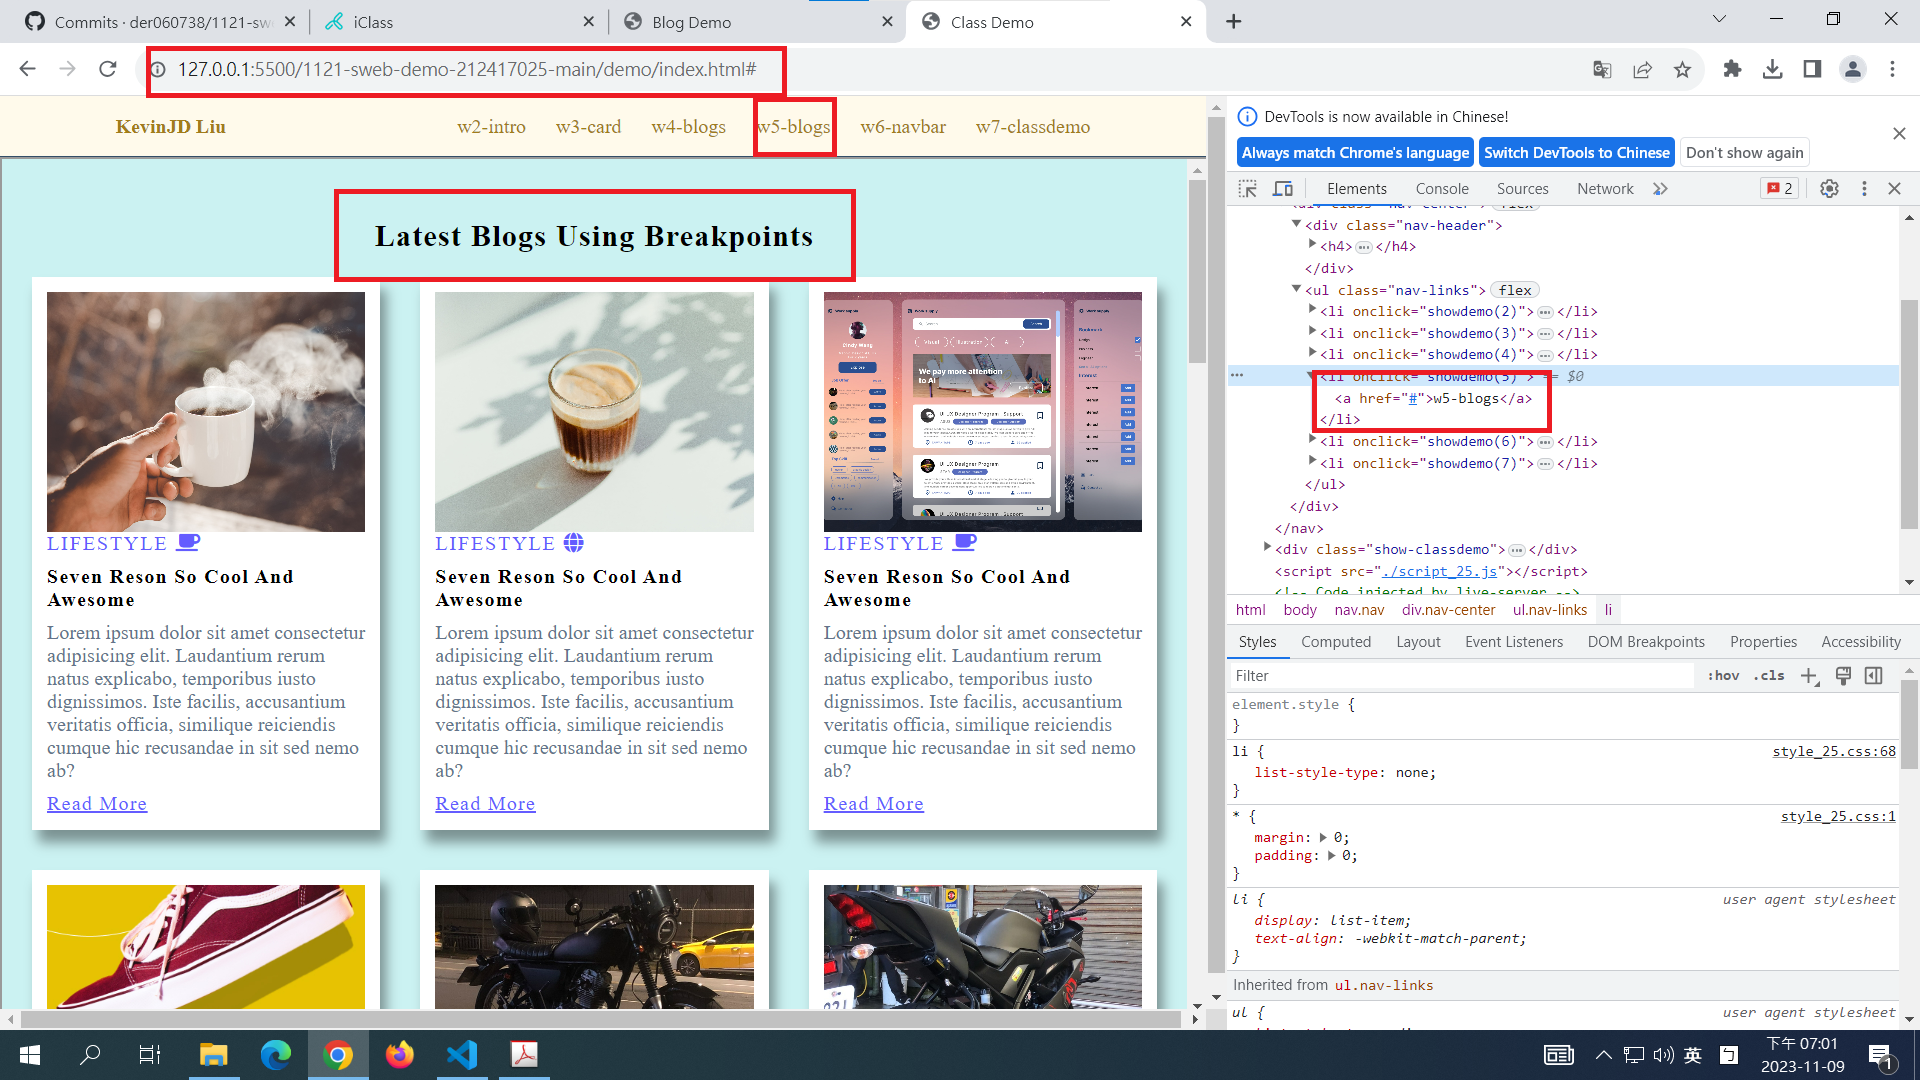 Commits · der060738/1121-swe
iClass
Blog Demo
Class Demo
127.0.0.1:5500/1121-sweb-demo-212417025-main/demo/index.html#
KevinJD Liu
w2-intro
w3-card
w4-blogs
w5-blogs
w6-navbar
w7-classdemo
Latest Blogs Using Breakpoints
LIFESTYLE
Seven Reson So Cool And
Awesome
Lorem ipsum dolor sit amet consectetur
adipisicing elit. Laudantium rerum
natus explicabo, temporibus iusto
dignissimos. Iste facilis, accusantium
veritatis officia, similique reiciendis
cumque hic recusandae in sit sed nemo
ab?
Read More
LIFESTYLE
Seven Reson So Cool And
Awesome
Lorem ipsum dolor sit amet consectetur
adipisicing elit. Laudantium rerum
natus explicabo, temporibus iusto
dignissimos. Iste facilis, accusantium
veritatis officia, similique reiciendis
cumque hic recusandae in sit sed nemo
ab?
Read More
We pay more attention
to AI
LIFESTYLE
Seven Reson So Cool And
Awesome
Lorem ipsum dolor sit amet consectetur
adipisicing elit. Laudantium rerum
natus explicabo, temporibus iusto
dignissimos. Iste facilis, accusantium
veritatis officia, similique reiciendis
cumque hic recusandae in sit sed nemo
ab?
Read More
DevTools is now available in Chinese!
Always match Chrome's language
Switch DevTools to Chinese
Don't show again
Elements
Console
Sources
Network
2
<div class="nav-center"> flex
<div class="nav-header">
<h4>…</h4>
</div>
<ul class="nav-links"> flex
<li onclick="showdemo(2)">…</li>
<li onclick="showdemo(3)">…</li>
<li onclick="showdemo(4)">…</li>
<li onclick="showdemo(5)"> == $0
<a href="#">w5-blogs</a>
</li>
<li onclick="showdemo(6)">…</li>
<li onclick="showdemo(7)">…</li>
</ul>
</div>
</nav>
<div class="show-classdemo">…</div>
<script src="./script_25.js"></script>
<!-- Code injected by live-server -->
html body nav.nav div.nav-center ul.nav-links li
Styles
Computed
Layout
Event Listeners
DOM Breakpoints
Properties
Accessibility
Filter
:hov .cls
element.style {
}
li {
style_25.css:68
list-style-type: none;
}
* {
style_25.css:1
margin: 0;
padding: 0;
}
li {
user agent stylesheet
display: list-item;
text-align: -webkit-match-parent;
}
Inherited from ul.nav-links
ul {
user agent stylesheet
英
下午 07:01
2023-11-09
1